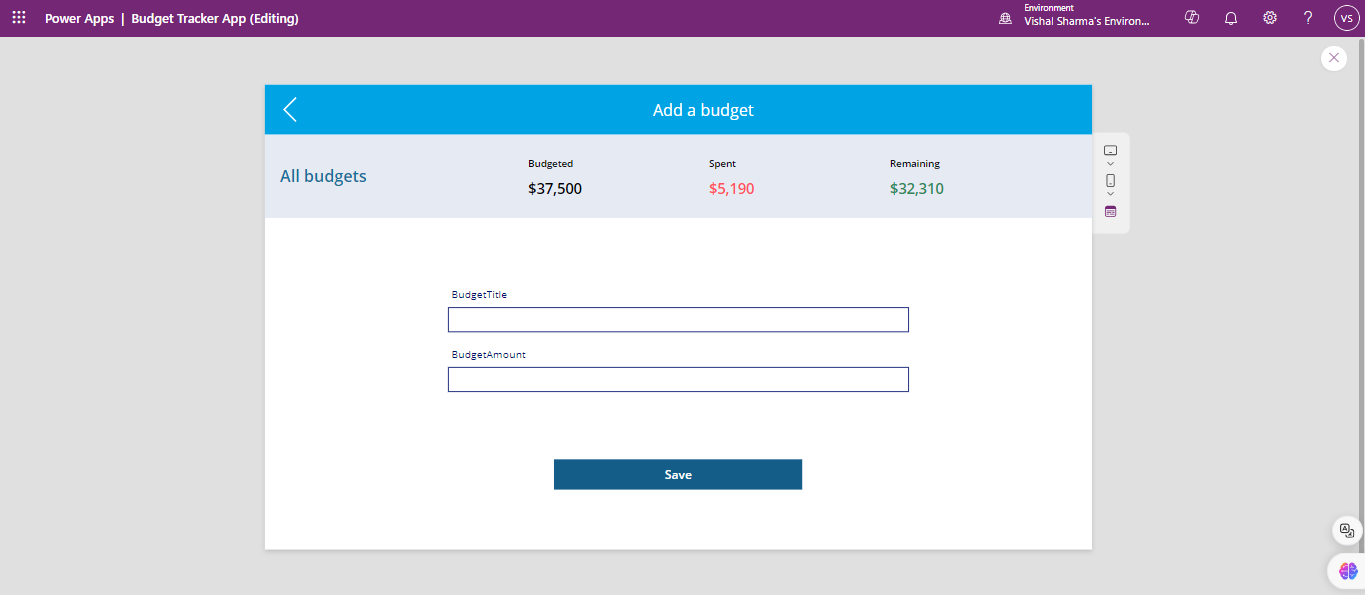 Power Apps | Budget Tracker App (Editing)
Environment
Vishal Sharma's Environ...
?
VS
Add a budget
All budgets
Budgeted
$37,500
Spent
$5,190
Remaining
$32,310
BudgetTitle
BudgetAmount
Save